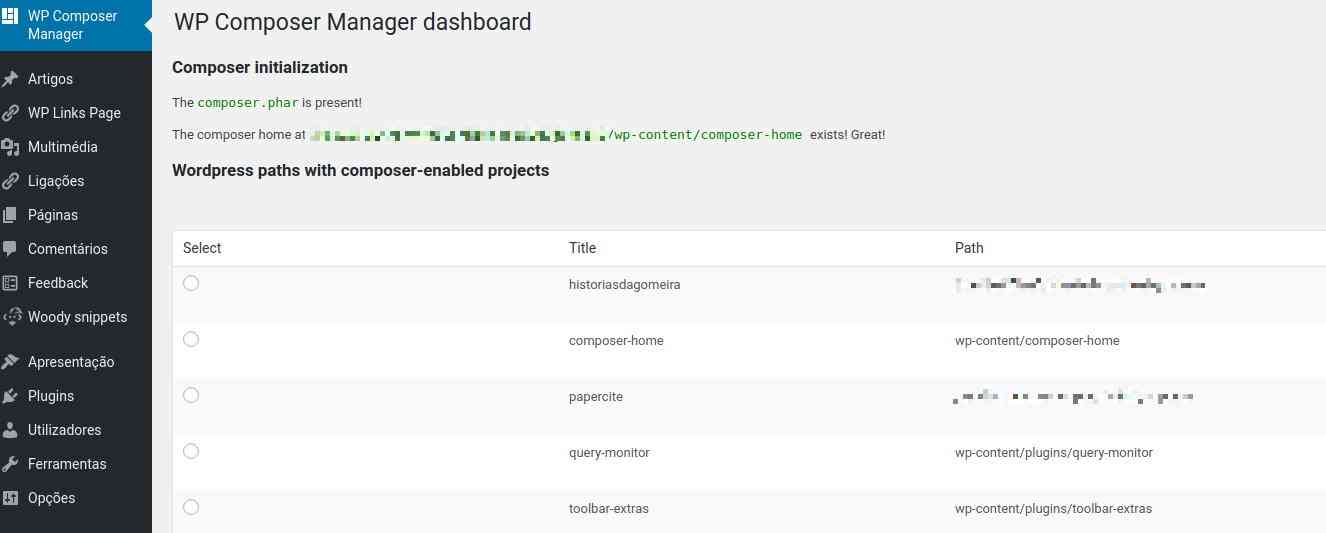 WP Composer
Manager
Artigos
WP Links Page
Multimédia
Ligações
Páginas
Comentários
Feedback
Woody snippets
Apresentação
Plugins
Utilizadores
Ferramentas
Opções
WP Composer Manager dashboard
Composer initialization
The composer.phar is present!
The composer home at /wp-content/composer-home exists! Great!
Wordpress paths with composer-enabled projects
Select Title Path
historiasdagomeira
composer-home wp-content/composer-home
papercite
query-monitor wp-content/plugins/query-monitor
toolbar-extras wp-content/plugins/toolbar-extras